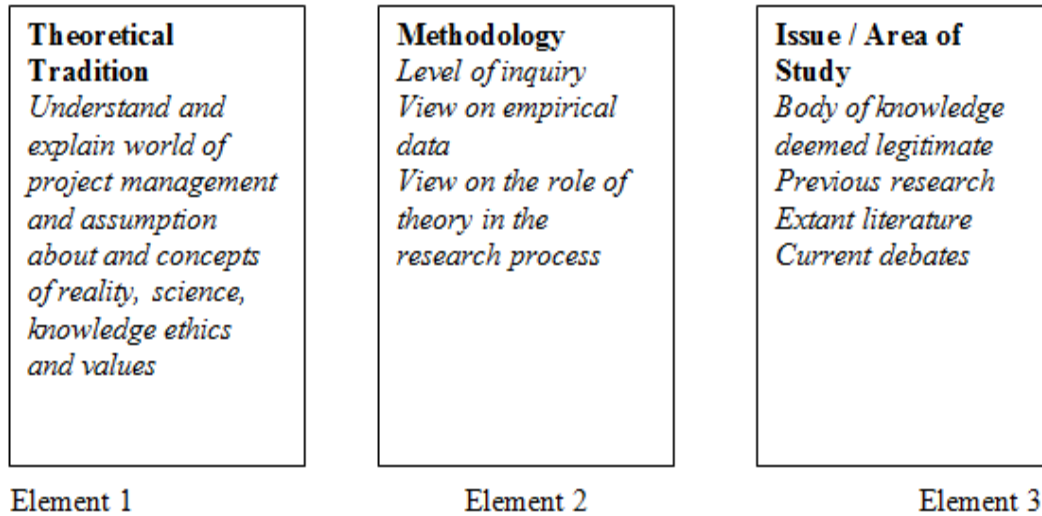 Theoretical
Tradition
Understand and
explain world of
project management
and assumption
about and concepts
of reality, science,
knowledge ethics
and values
Methodology
Level of inquiry
View on empirical
data
View on the role of
theory in the
research process
Issue / Area of
Study
Body of knowledge
deemed legitimate
Previous research
Extant literature
Current debates
Element 1
Element 2
Element 3